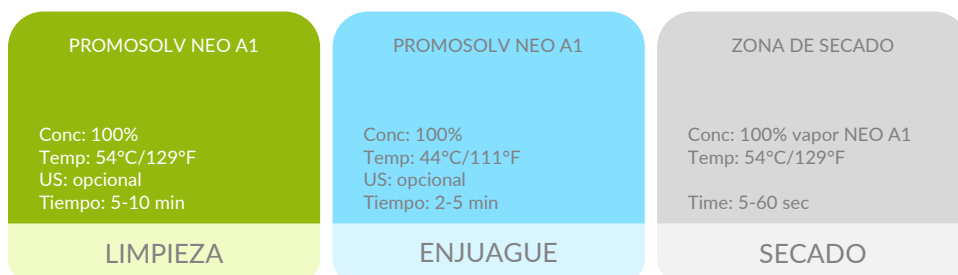 PROMOSOLV NEO A1
Conc: 100%
Temp: 54°C/129°F
US: opcional
Tiempo: 5-10 min
LIMPIEZA
PROMOSOLV NEO A1
Conc: 100%
Temp: 44°C/111°F
US: opcional
Tiempo: 2-5 min
ENJUAGUE
ZONA DE SECADO
Conc: 100% vapor NEO A1
Temp: 54°C/129°F
Time: 5-60 sec
SECADO